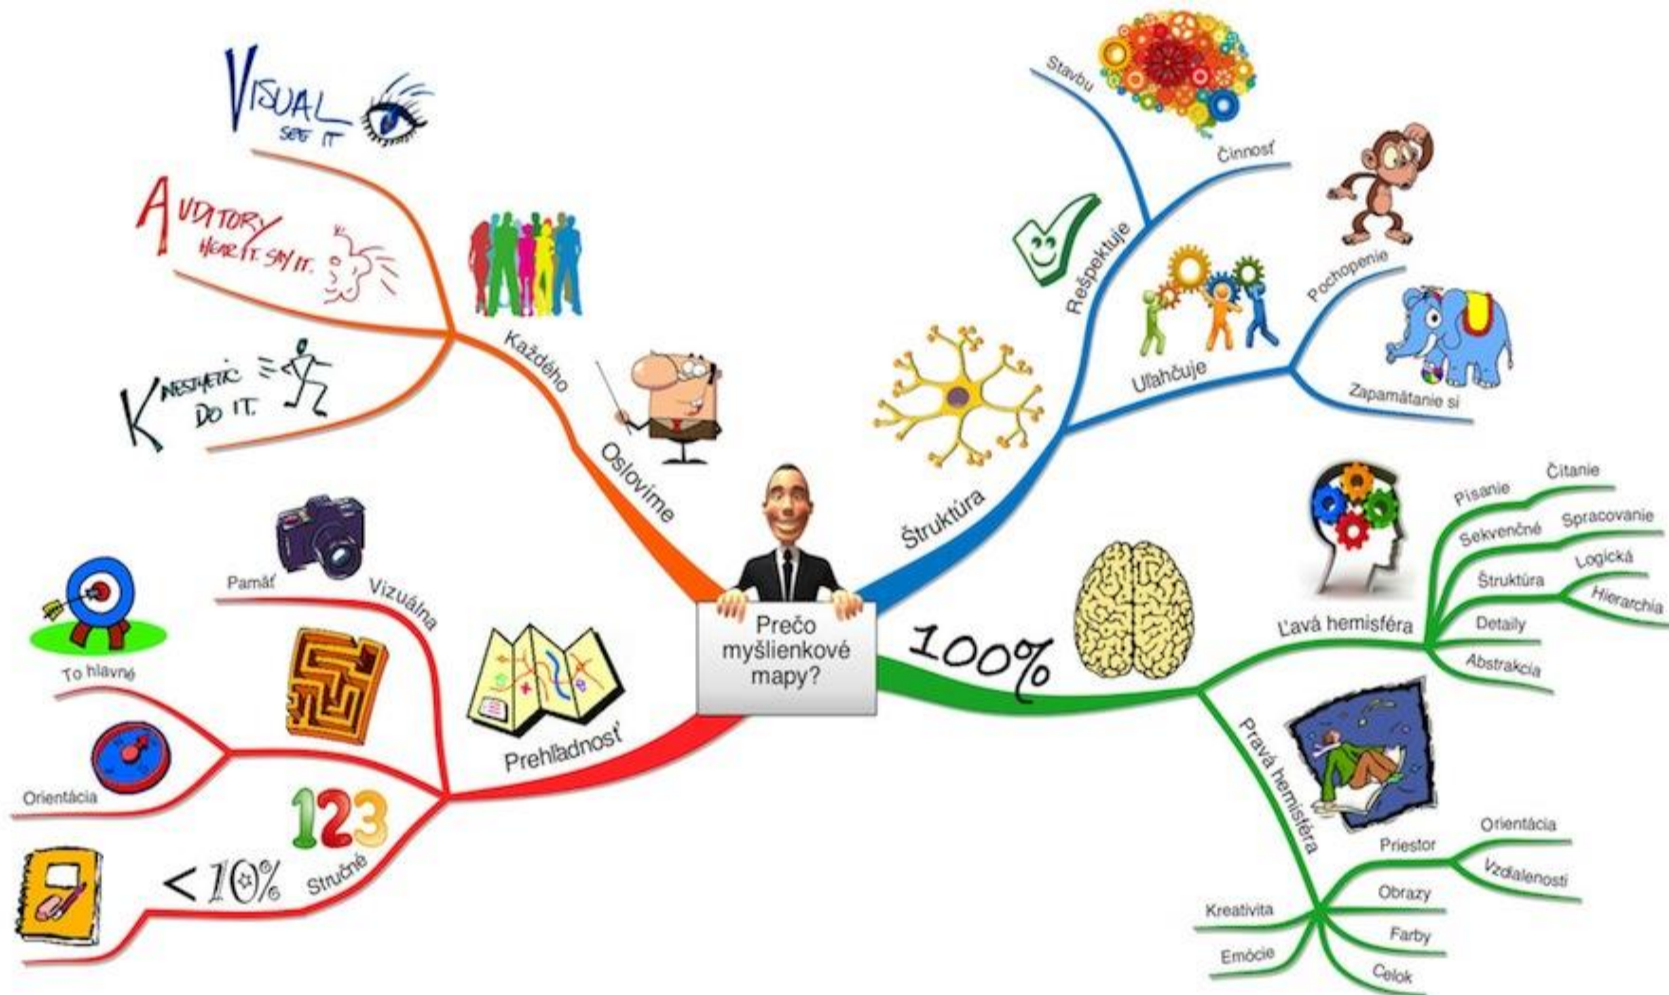 Prečo
myšlienkové
mapy?
Oslovíme
Každého
VISUAL
SEE IT
AUDITORY
HEAR IT. SAY IT.
KINESTHETIC
DO IT.
Štruktúra
Rešpektuje
Stavbu
Činnosť
Uľahčuje
Pochopenie
Zapamätanie si
100%
Ľavá hemisféra
Písanie
Čítanie
Sekvenčné
Spracovanie
Štruktúra
Logická
Hierarchia
Detaily
Abstrakcia
Pravá hemisféra
Priestor
Orientácia
Vzdialenosti
Obrazy
Farby
Celok
Kreativita
Emócie
Prehľadnosť
Vizuálna
Pamäť
To hlavné
Orientácia
123
Stručné
<10%